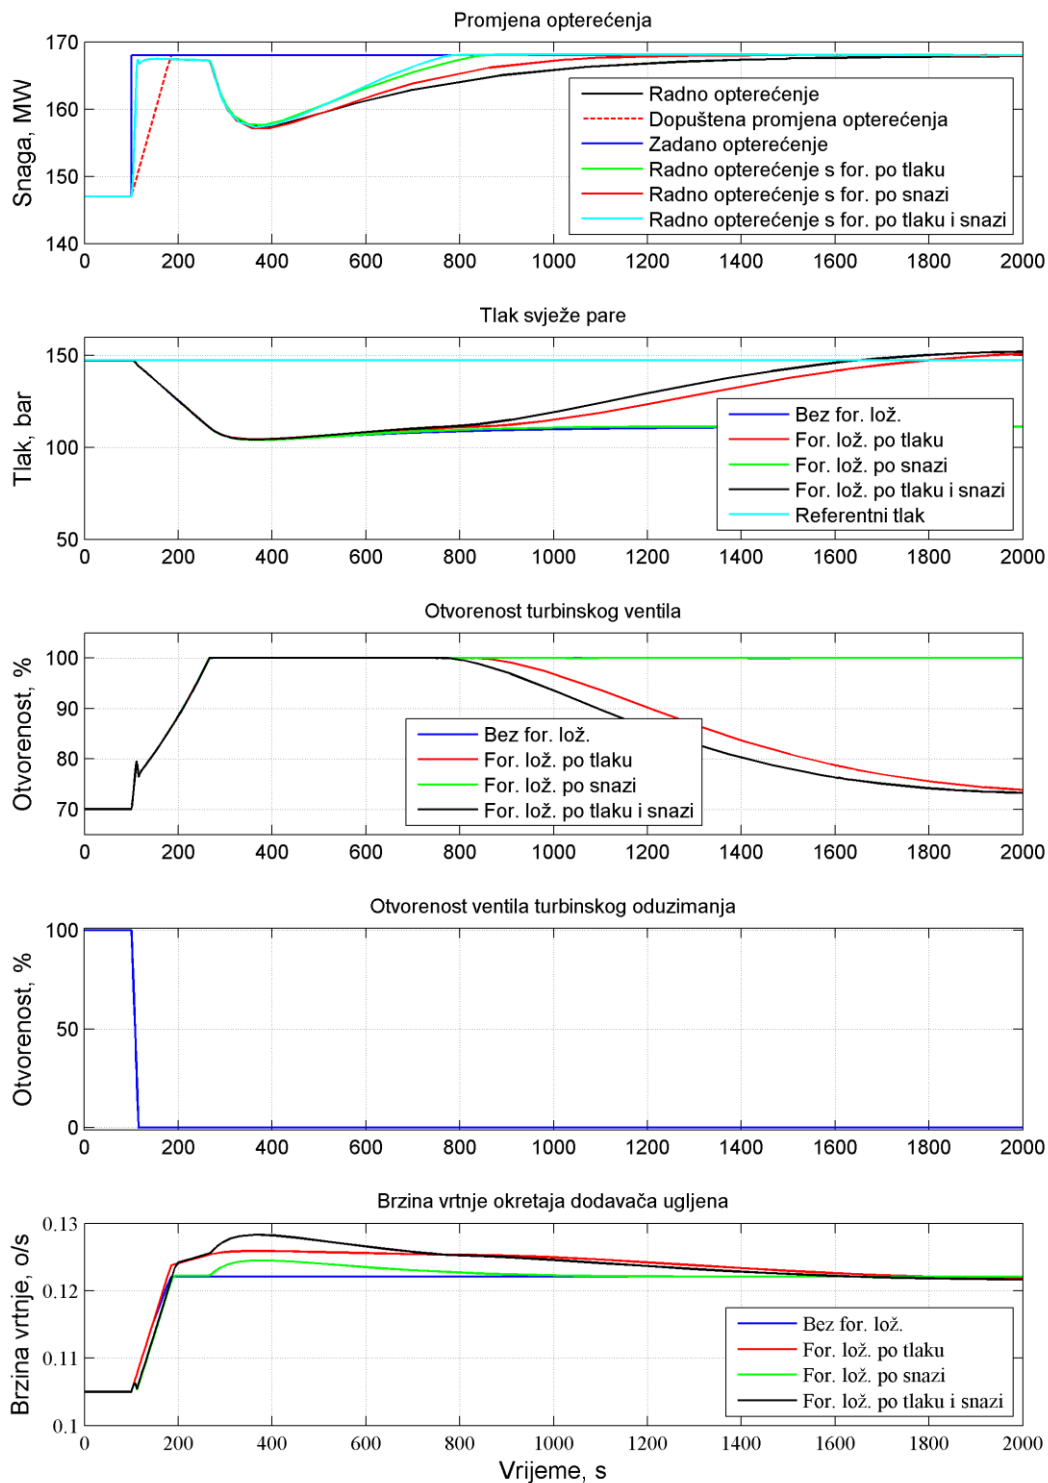 Promjena opterećenja
Snaga, MW
170
160
150
140
0 200 400 600 800 1000 1200 1400 1600 1800 2000
Radno opterećenje
Dopuštena promjena opterećenja
Zadano opterećenje
Radno opterećenje s for. po tlaku
Radno opterećenje s for. po snazi
Radno opterećenje s for. po tlaku i snazi
Tlak svježe pare
Tlak, bar
150
100
50
0 200 400 600 800 1000 1200 1400 1600 1800 2000
Bez for. lož.
For. lož. po tlaku
For. lož. po snazi
For. lož. po tlaku i snazi
Referentni tlak
Otvorenost turbinskog ventila
Otvorenost, %
100
90
80
70
0 200 400 600 800 1000 1200 1400 1600 1800 2000
Bez for. lož.
For. lož. po tlaku
For. lož. po snazi
For. lož. po tlaku i snazi
Otvorenost ventila turbinskog oduzimanja
Otvorenost, %
100
50
0
0 200 400 600 800 1000 1200 1400 1600 1800 2000
Brzina vrtnje okretaja dodavača ugljena
Brzina vrtnje, o/s
0.13
0.12
0.11
0.1
0 200 400 600 800 1000 1200 1400 1600 1800 2000
Bez for. lož.
For. lož. po tlaku
For. lož. po snazi
For. lož. po tlaku i snazi
Vrijeme, s